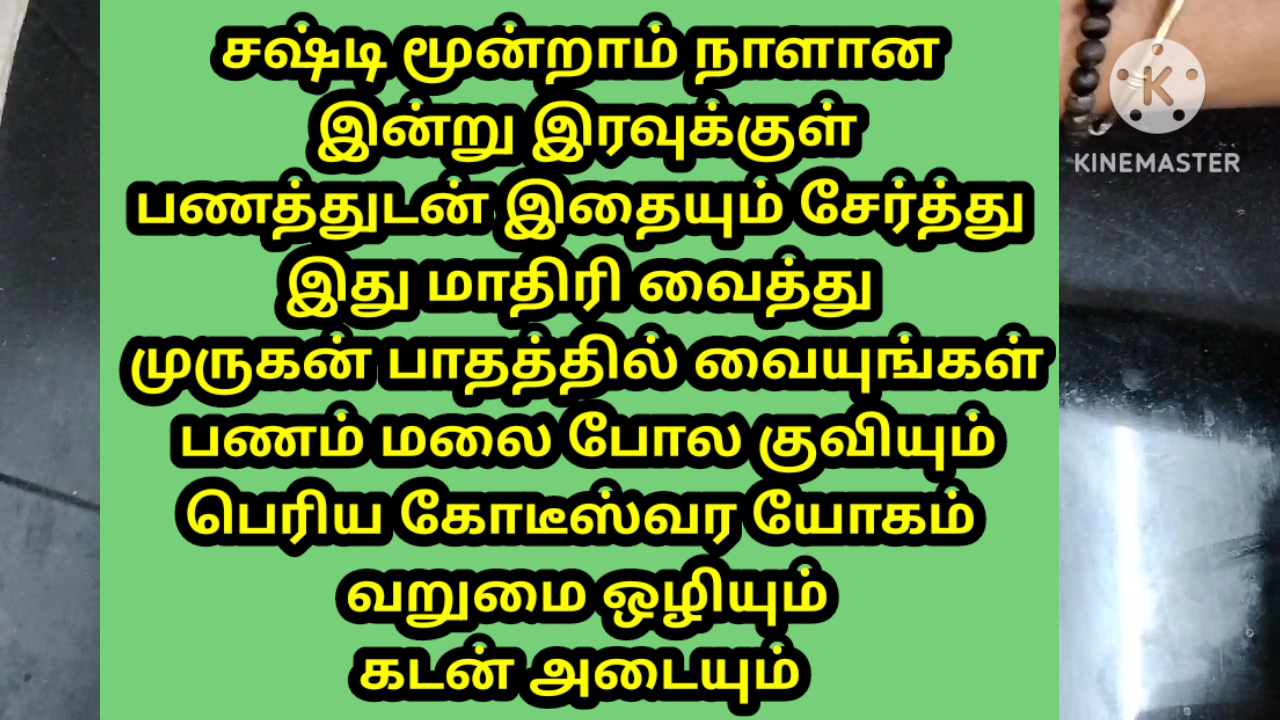 சஷ்டி மூன்றாம் நாளான
இன்று இரவுக்குள்
பணத்துடன் இதையும் சேர்த்து
இது மாதிரி வைத்து
முருகன் பாதத்தில் வையுங்கள்
பணம் மலை போல குவியும்
பெரிய கோடீஸ்வர யோகம்
வறுமை ஒழியும்
கடன் அடையும்
K
KINEMASTER